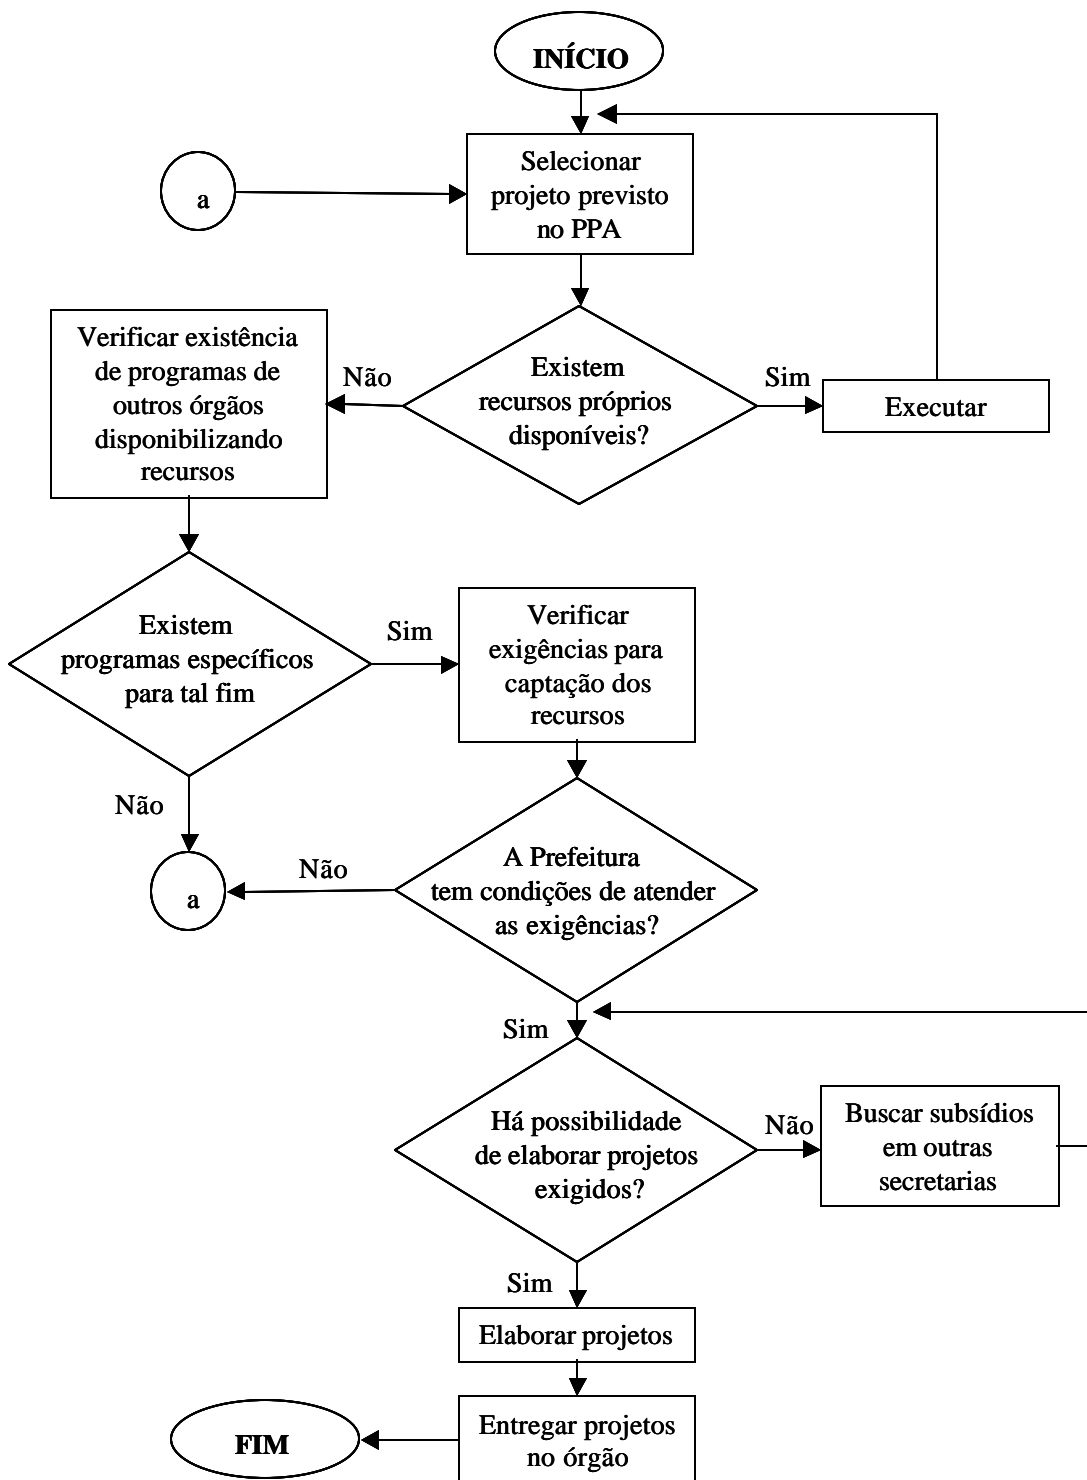 INÍCIO
a
Selecionar
projeto previsto
no PPA
Verificar existência
de programas de
outros órgãos
disponibilizando
recursos
Não
Existem
recursos próprios
disponíveis?
Sim
Executar
Existem
programas específicos
para tal fim
Sim
Verificar
exigências para
captação dos
recursos
Não
a
Não
A Prefeitura
tem condições de atender
as exigências?
Sim
Há possibilidade
de elaborar projetos
exigidos?
Não
Buscar subsídios
em outras
secretarias
Sim
Elaborar projetos
Entregar projetos
no órgão
FIM